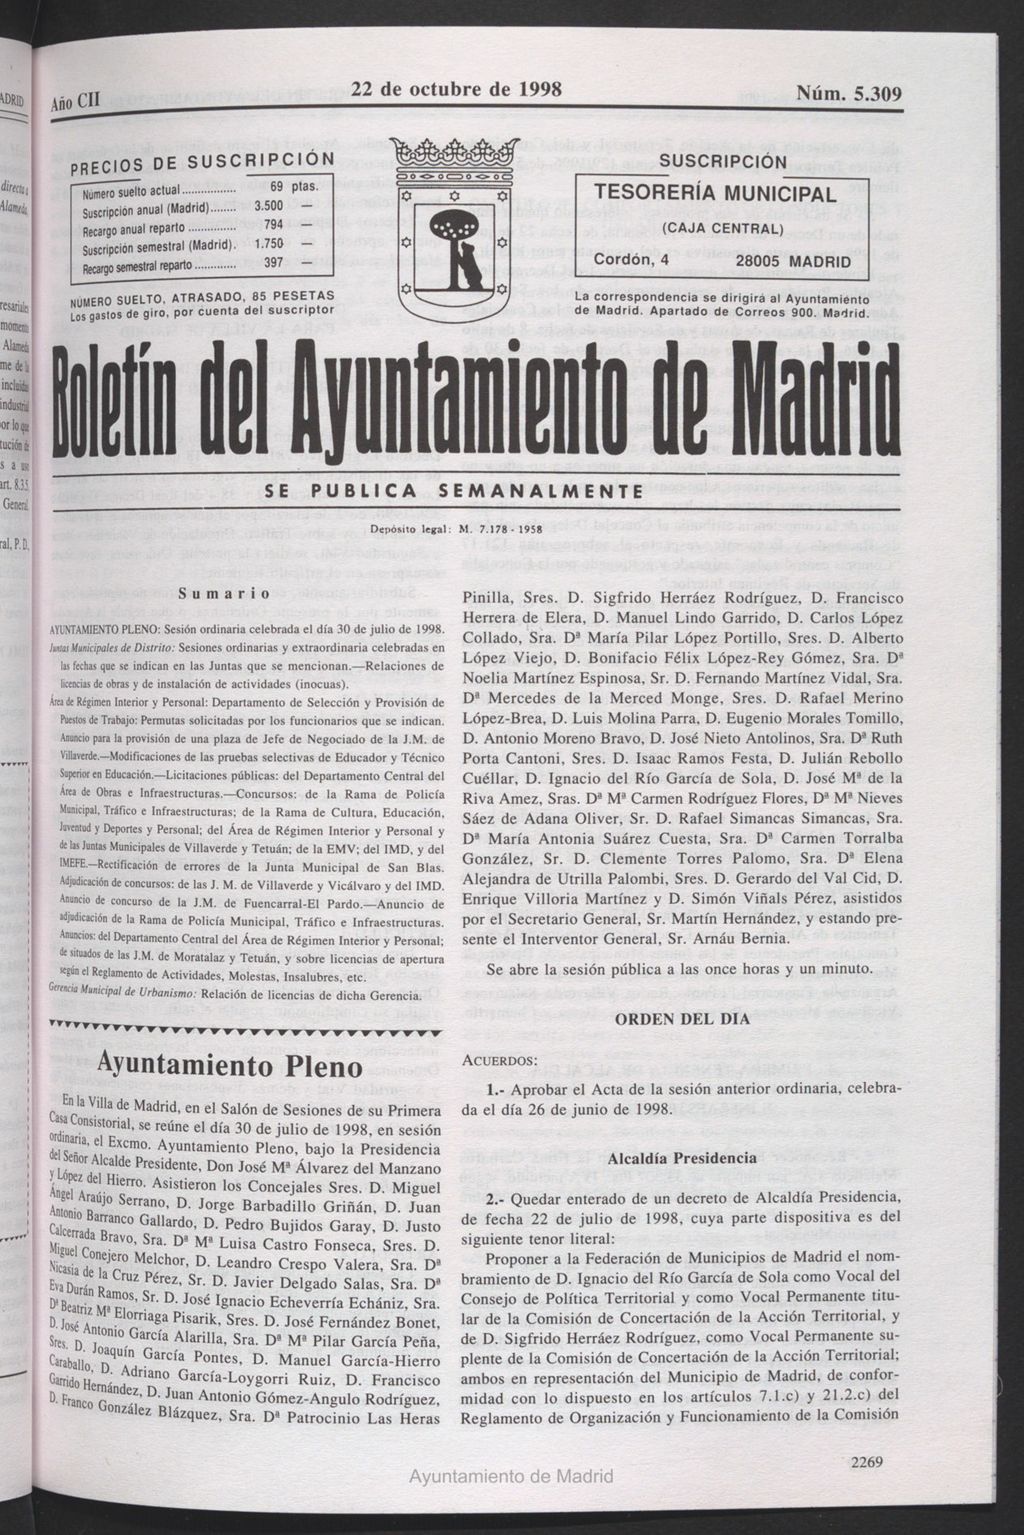 Año CII
22 de octubre de 1998
Núm. 5.309
PRECIOS DE SUSCRIPCIÓN
Número suelto actual................ 69 ptas.
Suscripción anual (Madrid)....... 3.500 —
Recargo anual reparto .............. 794 —
Suscripción semestral (Madrid). 1.750 —
Recargo semestral reparto ............. 397 —
NÚMERO SUELTO, ATRASADO, 85 PESETAS
Los gastos de giro, por cuenta del suscriptor
SUSCRIPCIÓN
TESORERÍA MUNICIPAL
(CAJA CENTRAL)
Cordón, 4 28005 MADRID
La correspondencia se dirigirá al Ayuntamiento
de Madrid. Apartado de Correos 900. Madrid.
Boletín del Ayuntamiento de Madrid
SE PUBLICA SEMANALMENTE
Depósito legal: M. 7.178 - 1958
Sumario
AYUNTAMIENTO PLENO: Sesión ordinaria celebrada el día 30 de julio de 1998.
Juntas Municipales de Distrito: Sesiones ordinarias y extraordinaria celebradas en
las fechas que se indican en las Juntas que se mencionan.—Relaciones de
licencias de obras y de instalación de actividades (inocuas).
Área de Régimen Interior y Personal: Departamento de Selección y Provisión de
Puestos de Trabajo: Permutas solicitadas por los funcionarios que se indican.
Anuncio para la provisión de una plaza de Jefe de Negociado de la J.M. de
Villaverde.—Modificaciones de las pruebas selectivas de Educador y Técnico
Superior en Educación.—Licitaciones públicas: del Departamento Central del
Área de Obras e Infraestructuras.—Concursos: de la Rama de Policía
Municipal, Tráfico e Infraestructuras; de la Rama de Cultura, Educación,
Juventud y Deportes y Personal; del Área de Régimen Interior y Personal y
de las Juntas Municipales de Villaverde y Tetuán; de la EMV; del IMD, y del
IMEFE.—Rectificación de errores de la Junta Municipal de San Blas.
Adjudicación de concursos: de las J. M. de Villaverde y Vicálvaro y del IMD.
Anuncio de concurso de la J.M. de Fuencarral-El Pardo.—Anuncio de
adjudicación de la Rama de Policía Municipal, Tráfico e Infraestructuras.
Anuncios: del Departamento Central del Área de Régimen Interior y Personal;
de situados de las J.M. de Moratalaz y Tetuán, y sobre licencias de apertura
según el Reglamento de Actividades, Molestas, Insalubres, etc.
Gerencia Municipal de Urbanismo: Relación de licencias de dicha Gerencia.
Ayuntamiento Pleno
En la Villa de Madrid, en el Salón de Sesiones de su Primera
Casa Consistorial, se reúne el día 30 de julio de 1998, en sesión
ordinaria, el Excmo. Ayuntamiento Pleno, bajo la Presidencia
del Señor Alcalde Presidente, Don José Mª Álvarez del Manzano
y López del Hierro. Asistieron los Concejales Sres. D. Miguel
Ángel Araújo Serrano, D. Jorge Barbadillo Griñán, D. Juan
Antonio Barranco Gallardo, D. Pedro Bujidos Garay, D. Justo
Calcerrada Bravo, Sra. Dª Mª Luisa Castro Fonseca, Sres. D.
Miguel Conejero Melchor, D. Leandro Crespo Valera, Sra. Dª
Nicasia de la Cruz Pérez, Sr. D. Javier Delgado Salas, Sra. Dª
Eva Durán Ramos, Sr. D. José Ignacio Echeverría Echániz, Sra.
Dª Beatriz Mª Elorriaga Pisarik, Sres. D. José Fernández Bonet,
D. José Antonio García Alarilla, Sra. Dª Mª Pilar García Peña,
Sres. D. Joaquín García Pontes, D. Manuel García-Hierro
Caraballo, D. Adriano García-Loygorri Ruiz, D. Francisco
Garrido Hernández, D. Juan Antonio Gómez-Angulo Rodríguez,
D. Franco González Blázquez, Sra. Dª Patrocinio Las Heras
Pinilla, Sres. D. Sigfrido Herráez Rodríguez, D. Francisco
Herrera de Elera, D. Manuel Lindo Garrido, D. Carlos López
Collado, Sra. Dª María Pilar López Portillo, Sres. D. Alberto
López Viejo, D. Bonifacio Félix López-Rey Gómez, Sra. Dª
Noelia Martínez Espinosa, Sr. D. Fernando Martínez Vidal, Sra.
Dª Mercedes de la Merced Monge, Sres. D. Rafael Merino
López-Brea, D. Luis Molina Parra, D. Eugenio Morales Tomillo,
D. Antonio Moreno Bravo, D. José Nieto Antolinos, Sra. Dª Ruth
Porta Cantoni, Sres. D. Isaac Ramos Festa, D. Julián Rebollo
Cuéllar, D. Ignacio del Río García de Sola, D. José Mª de la
Riva Amez, Sras. Dª Mª Carmen Rodríguez Flores, Dª Mª Nieves
Sáez de Adana Oliver, Sr. D. Rafael Simancas Simancas, Sra.
Dª María Antonia Suárez Cuesta, Sra. Dª Carmen Torralba
González, Sr. D. Clemente Torres Palomo, Sra. Dª Elena
Alejandra de Utrilla Palombi, Sres. D. Gerardo del Val Cid, D.
Enrique Villoria Martínez y D. Simón Viñals Pérez, asistidos
por el Secretario General, Sr. Martín Hernández, y estando pre-
sente el Interventor General, Sr. Arnáu Bernia.
Se abre la sesión pública a las once horas y un minuto.
ORDEN DEL DIA
ACUERDOS:
1.- Aprobar el Acta de la sesión anterior ordinaria, celebra-
da el día 26 de junio de 1998.
Alcaldía Presidencia
2.- Quedar enterado de un decreto de Alcaldía Presidencia,
de fecha 22 de julio de 1998, cuya parte dispositiva es del
siguiente tenor literal:
Proponer a la Federación de Municipios de Madrid el nom-
bramiento de D. Ignacio del Río García de Sola como Vocal del
Consejo de Política Territorial y como Vocal Permanente titu-
lar de la Comisión de Concertación de la Acción Territorial, y
de D. Sigfrido Herráez Rodríguez, como Vocal Permanente su-
plente de la Comisión de Concertación de la Acción Territorial;
ambos en representación del Municipio de Madrid, de confor-
midad con lo dispuesto en los artículos 7.1.c) y 21.2.c) del
Reglamento de Organización y Funcionamiento de la Comisión
2269
Ayuntamiento de Madrid